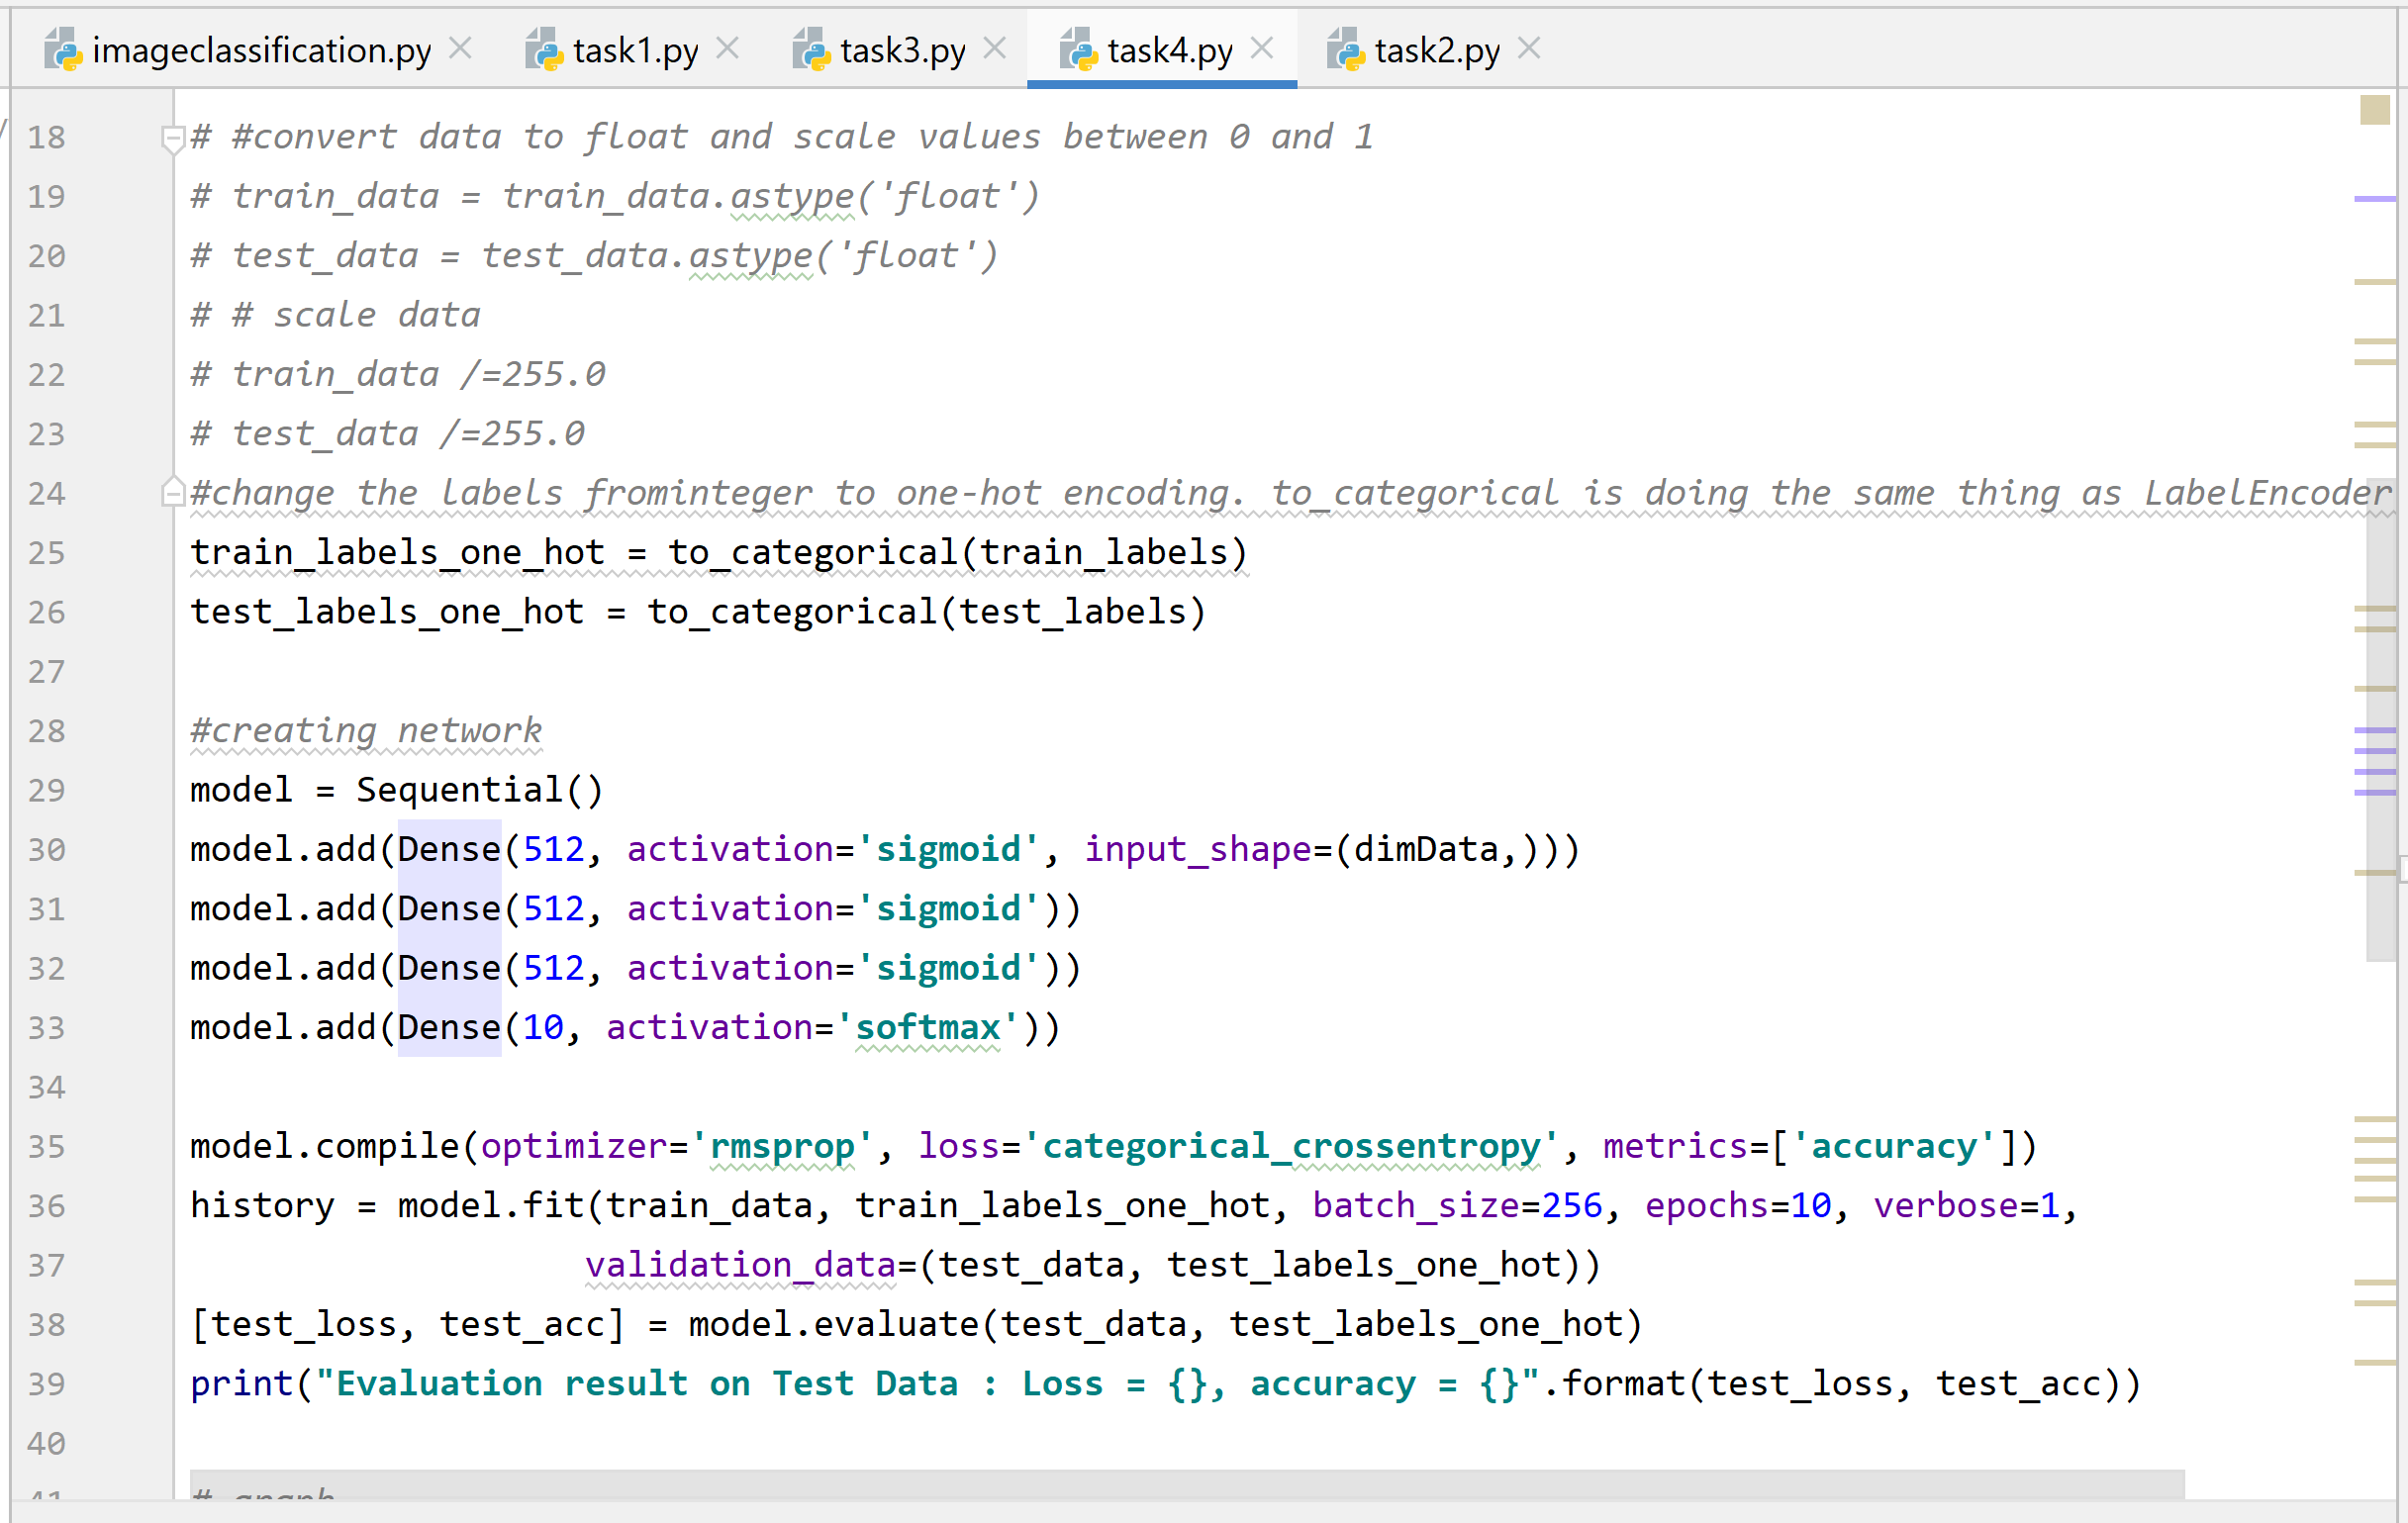 imageclassification.py task1.py task3.py task4.py task2.py
18 # #convert data to float and scale values between 0 and 1
19 # train_data = train_data.astype('float')
20 # test_data = test_data.astype('float')
21 # # scale data
22 # train_data /=255.0
23 # test_data /=255.0
24 #change the labels frominteger to one-hot encoding. to_categorical is doing the same thing as LabelEncoder
25 train_labels_one_hot = to_categorical(train_labels)
26 test_labels_one_hot = to_categorical(test_labels)
27
28 #creating network
29 model = Sequential()
30 model.add(Dense(512, activation='sigmoid', input_shape=(dimData,)))
31 model.add(Dense(512, activation='sigmoid'))
32 model.add(Dense(512, activation='sigmoid'))
33 model.add(Dense(10, activation='softmax'))
34
35 model.compile(optimizer='rmsprop', loss='categorical_crossentropy', metrics=['accuracy'])
36 history = model.fit(train_data, train_labels_one_hot, batch_size=256, epochs=10, verbose=1,
37 validation_data=(test_data, test_labels_one_hot))
38 [test_loss, test_acc] = model.evaluate(test_data, test_labels_one_hot)
39 print("Evaluation result on Test Data : Loss = {}, accuracy = {}".format(test_loss, test_acc))
40
41 # graph